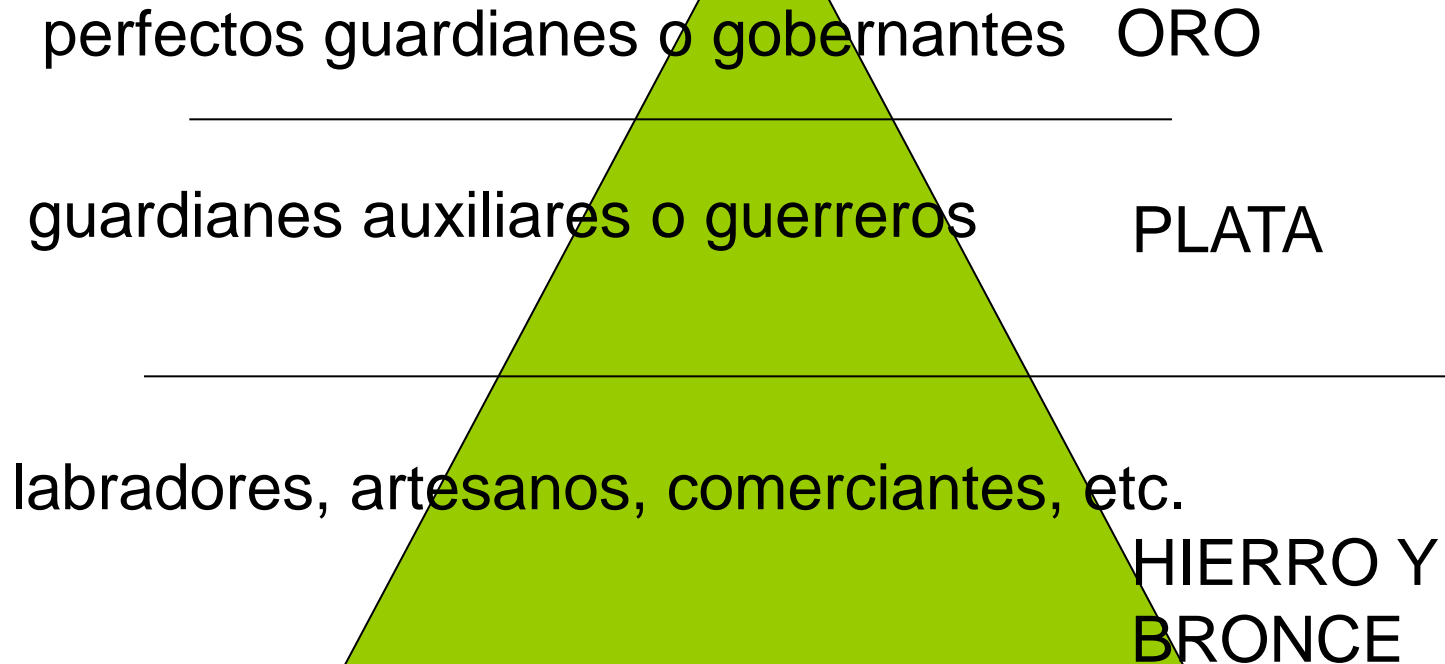 perfectos guardianes o gobernantes ORO
guardianes auxiliares o guerreros PLATA
labradores, artesanos, comerciantes, etc.
HIERRO Y
BRONCE